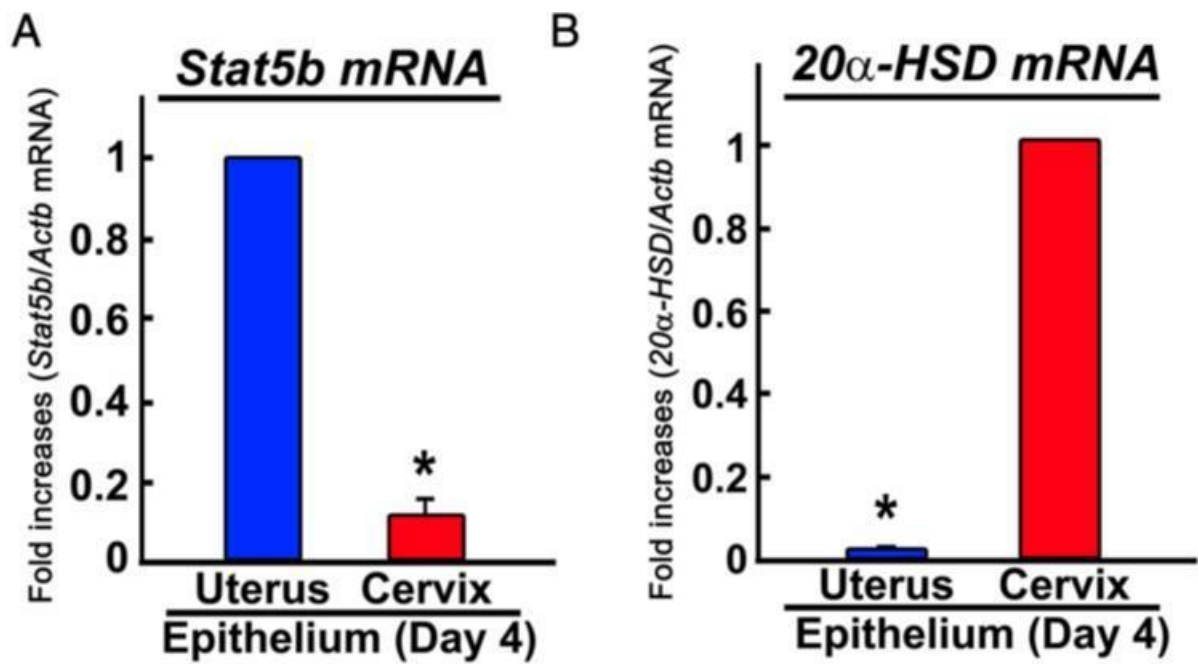 A
Stat5b mRNA
Fold increases (Stat5b/Actb mRNA)
1
0.8
0.6
0.4
0.2
0
*
Uterus Cervix
Epithelium (Day 4)
B
20α-HSD mRNA
Fold increases (20α-HSD/Actb mRNA)
1
0.8
0.6
0.4
0.2
0
*
Uterus Cervix
Epithelium (Day 4)